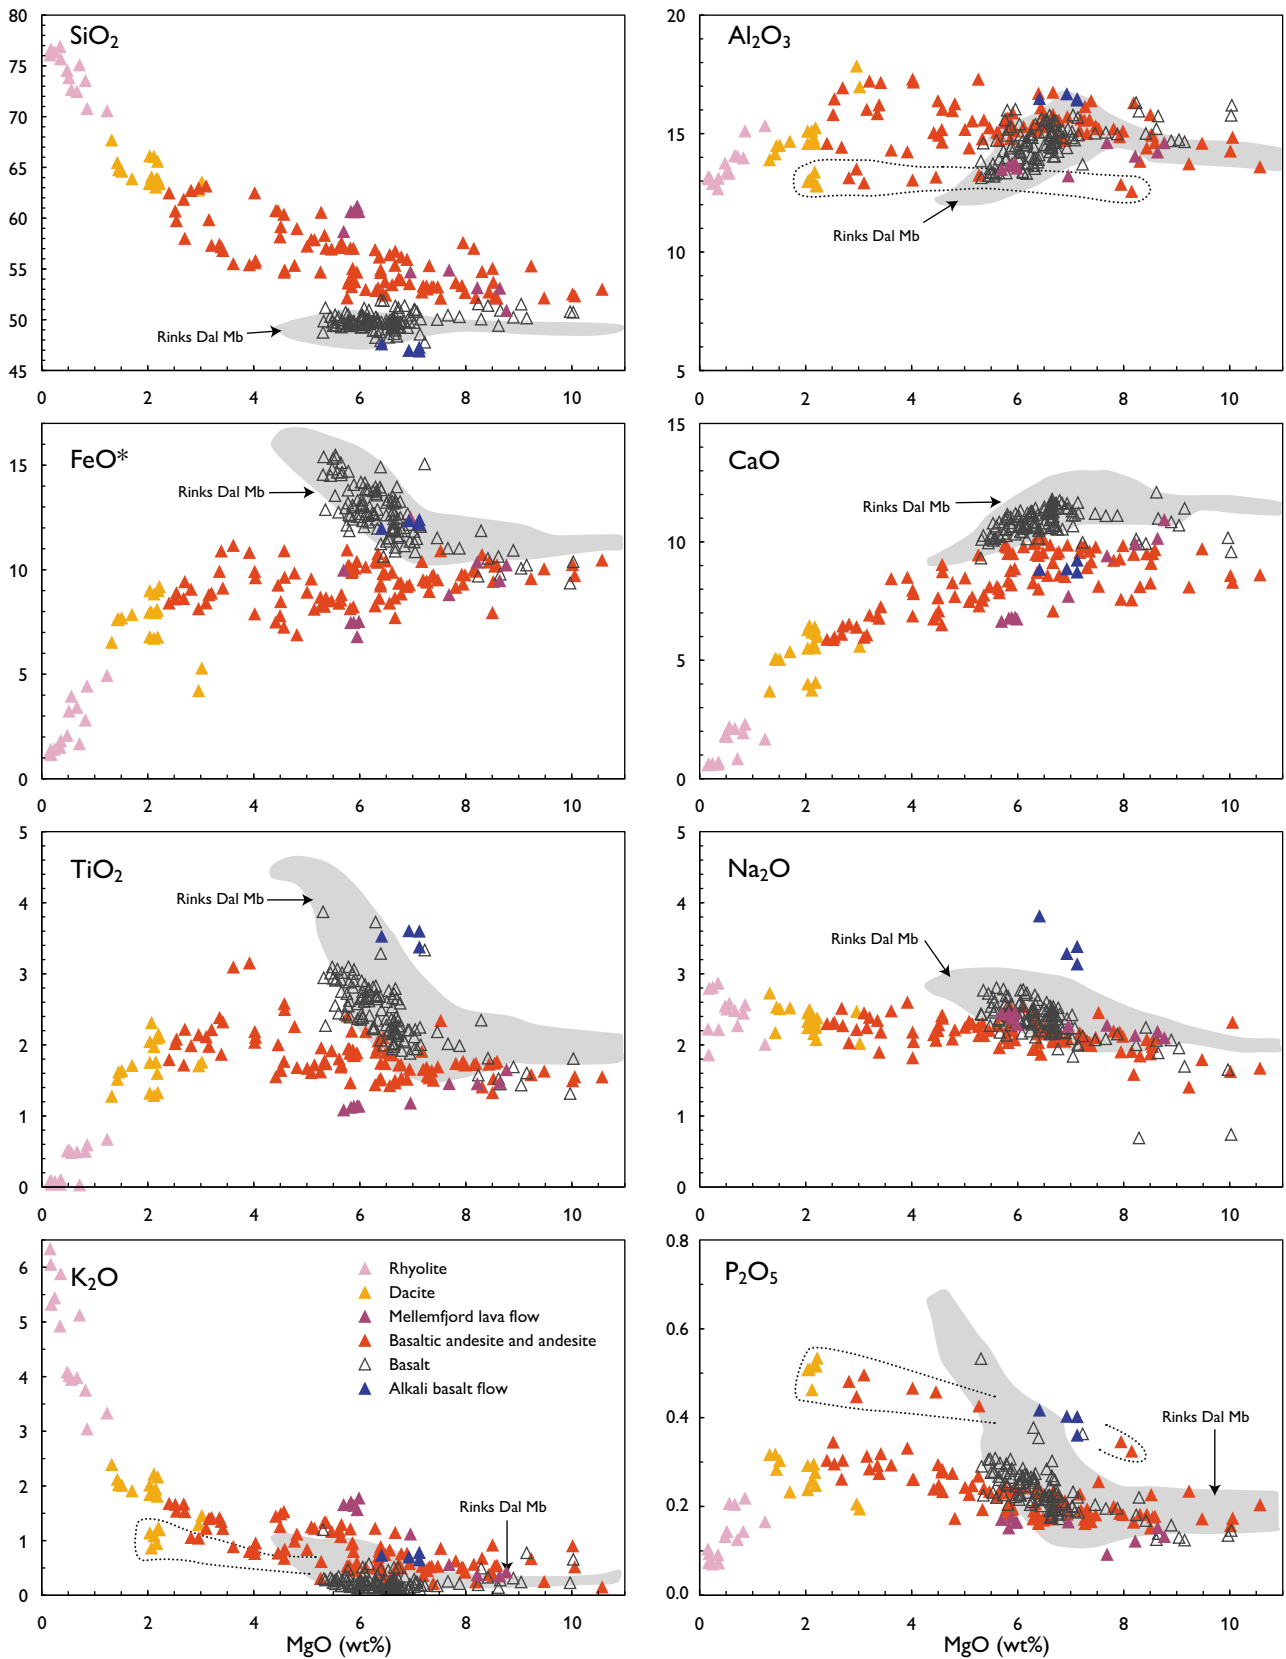 SiO2
80
75
70
65
60
55
50
45
Rinks Dal Mb
0 2 4 6 8 10
Al2O3
20
15
10
5
Rinks Dal Mb
0 2 4 6 8 10
FeO*
15
10
5
0
Rinks Dal Mb
0 2 4 6 8 10
CaO
15
10
5
0
Rinks Dal Mb
0 2 4 6 8 10
TiO2
5
4
3
2
1
0
Rinks Dal Mb
0 2 4 6 8 10
Na2O
5
4
3
2
1
0
Rinks Dal Mb
0 2 4 6 8 10
K2O
6
5
4
3
2
1
0
Rhyolite
Dacite
Mellemfjord lava flow
Basaltic andesite and andesite
Basalt
Alkali basalt flow
Rinks Dal Mb
0 2 4 6 8 10
MgO (wt%)
P2O5
0.8
0.6
0.4
0.2
0.0
Rinks Dal Mb
0 2 4 6 8 10
MgO (wt%)